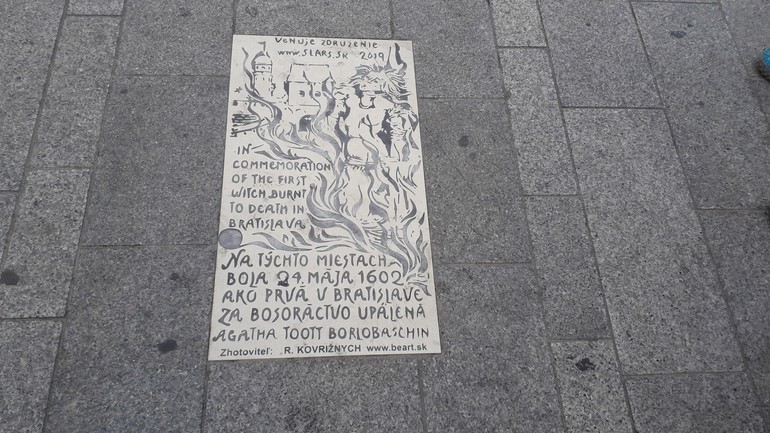 VENUJE ZDRUŽENIE
www.SLARS.SK 2019
IN
COMMEMORATION
OF THE FIRST
WITCH BURNT
TO DEATH IN
BRATISLAVA
NA TÝCHTO MIESTACH
BOLA 24. MÁJA 1602
AKO PRVÁ V BRATISLAVE
ZA BOSORÁCTVO UPÁLENÁ
AGATHA TOOTT BORLOBASCHIN
Zhotoviteľ: R. KOVRIŽNYCH www.beart.sk